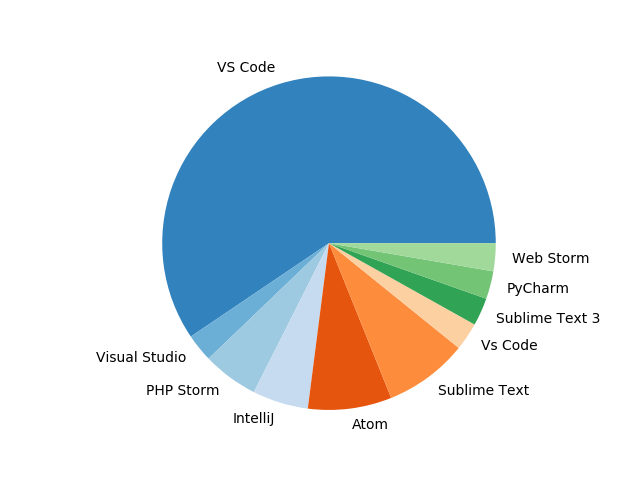 VS Code
Visual Studio
PHP Storm
IntelliJ
Atom
Sublime Text
Vs Code
Sublime Text 3
PyCharm
Web Storm